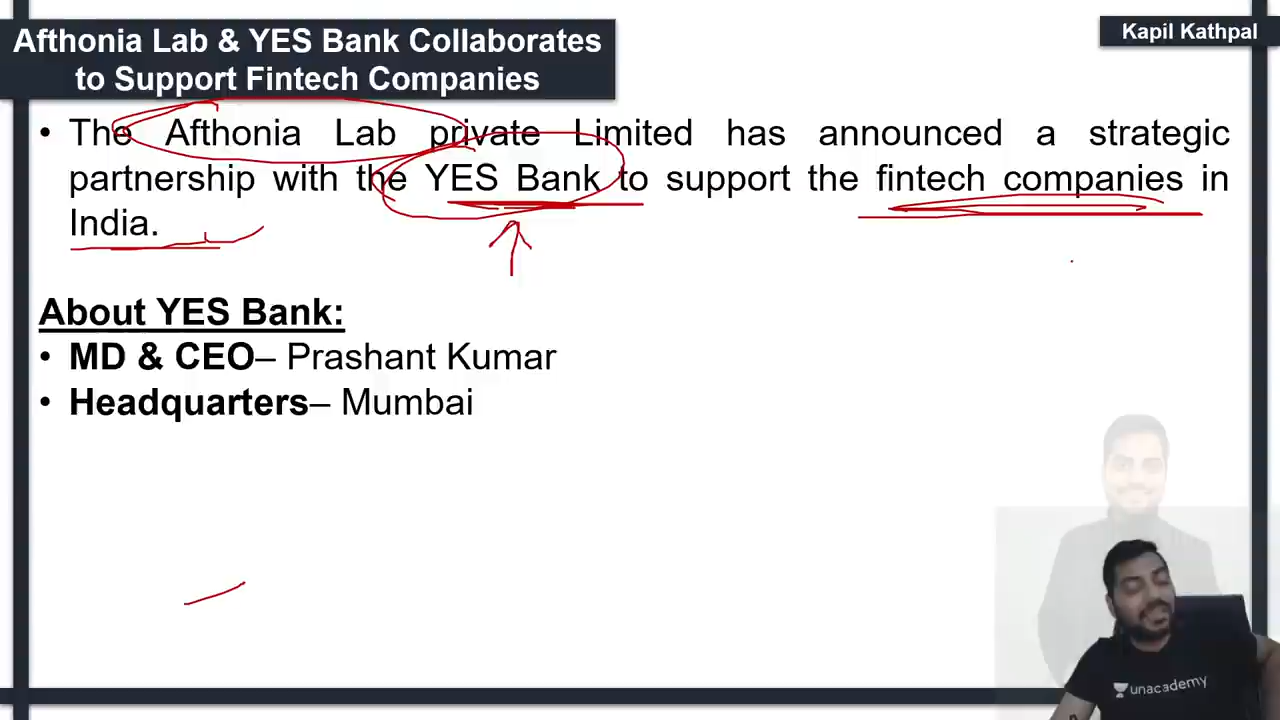 Afthonia Lab & YES Bank Collaborates
to Support Fintech Companies
Kapil Kathpal
• The Afthonia Lab private Limited has announced a strategic
partnership with the YES Bank to support the fintech companies in
India.
About YES Bank:
• MD & CEO– Prashant Kumar
• Headquarters– Mumbai
unacademy